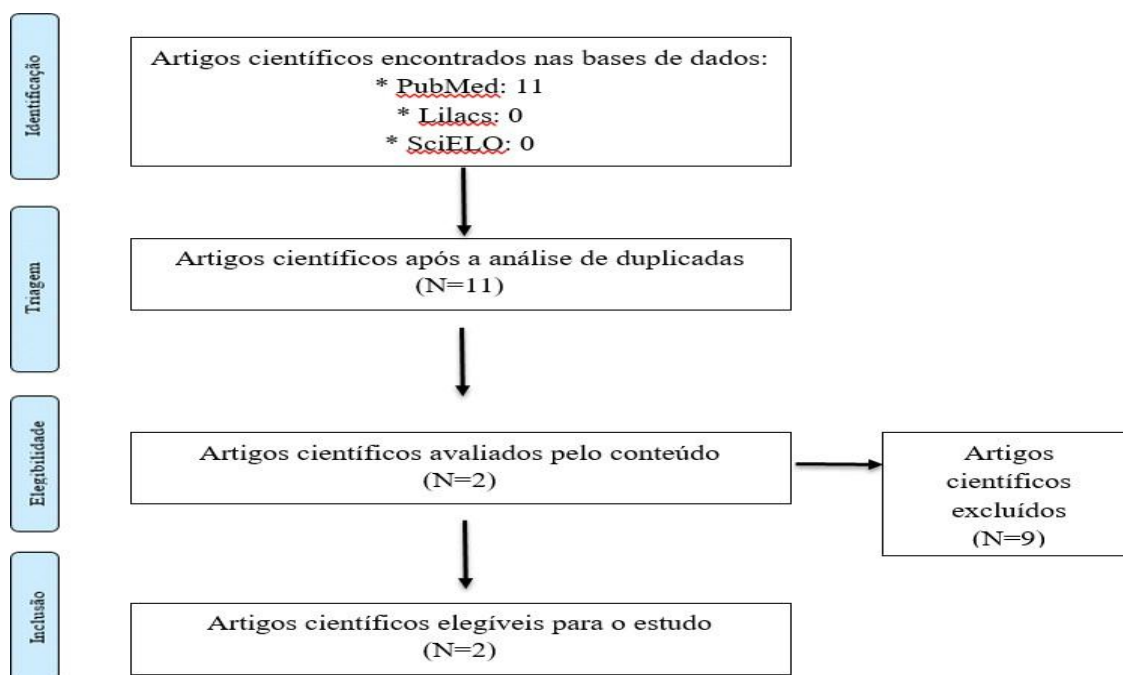 Identificação
Artigos científicos encontrados nas bases de dados:
* PubMed: 11
* Lilacs: 0
* SciELO: 0
Triagem
Artigos científicos após a análise de duplicadas
(N=11)
Elegibilidade
Artigos científicos avaliados pelo conteúdo
(N=2)
Artigos
científicos
excluídos
(N=9)
Inclusão
Artigos científicos elegíveis para o estudo
(N=2)